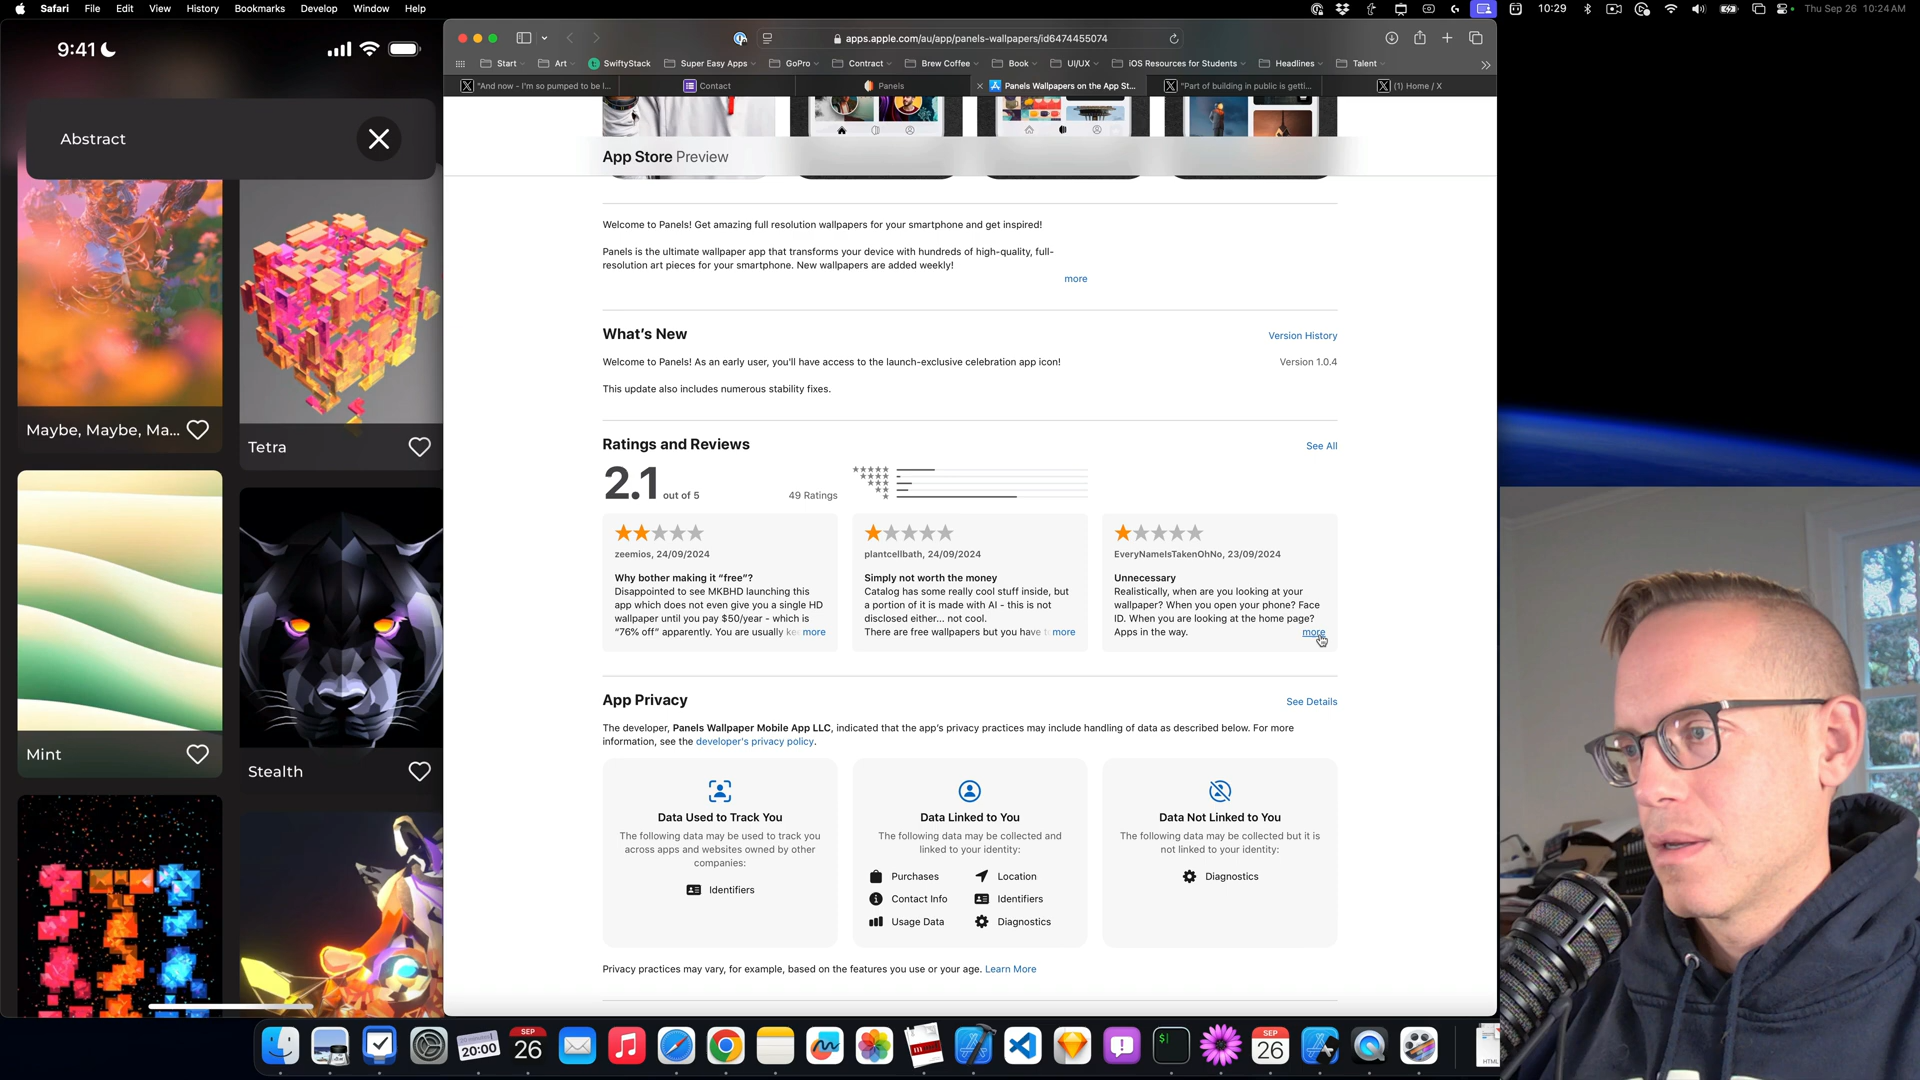 Safari File Edit View History Bookmarks Develop Window Help
10:29
Thu Sep 26 10:24 AM
9:41
Abstract
Maybe, Maybe, Ma...
Tetra
Mint
Stealth
apps.apple.com/au/app/panels-wallpapers/id6474455074
Start Art SwiftyStack Super Easy Apps GoPro Contract Brew Coffee Book UI/UX iOS Resources for Students Headlines Talent
"And now - I'm so pumped to be l... Contact Panels Panels Wallpapers on the App St... "Part of building in public is getti... (1) Home / X
App Store Preview
Welcome to Panels! Get amazing full resolution wallpapers for your smartphone and get inspired!
Panels is the ultimate wallpaper app that transforms your device with hundreds of high-quality, full-
resolution art pieces for your smartphone. New wallpapers are added weekly!
more
What's New
Version History
Welcome to Panels! As an early user, you'll have access to the launch-exclusive celebration app icon!
Version 1.0.4
This update also includes numerous stability fixes.
Ratings and Reviews
See All
2.1 out of 5
49 Ratings
zeemios, 24/09/2024
Why bother making it "free"?
Disappointed to see MKBHD launching this
app which does not even give you a single HD
wallpaper until you pay $50/year - which is
"76% off" apparently. You are usually more
plantcellbath, 24/09/2024
Simply not worth the money
Catalog has some really cool stuff inside, but
a portion of it is made with AI - this is not
disclosed either... not cool.
There are free wallpapers but you have more
EveryNameIsTakenOhNo, 23/09/2024
Unnecessary
Realistically, when are you looking at your
wallpaper? When you open your phone? Face
ID. When you are looking at the home page?
Apps in the way. more
App Privacy
See Details
The developer, Panels Wallpaper Mobile App LLC, indicated that the app's privacy practices may include handling of data as described below. For more
information, see the developer's privacy policy.
Data Used to Track You
The following data may be used to track you
across apps and websites owned by other
companies:
Identifiers
Data Linked to You
The following data may be collected and
linked to your identity:
Purchases Location
Contact Info Identifiers
Usage Data Diagnostics
Data Not Linked to You
The following data may be collected but it is
not linked to your identity:
Diagnostics
Privacy practices may vary, for example, based on the features you use or your age. Learn More
20:00
SEP
26
SEP
26
HTML